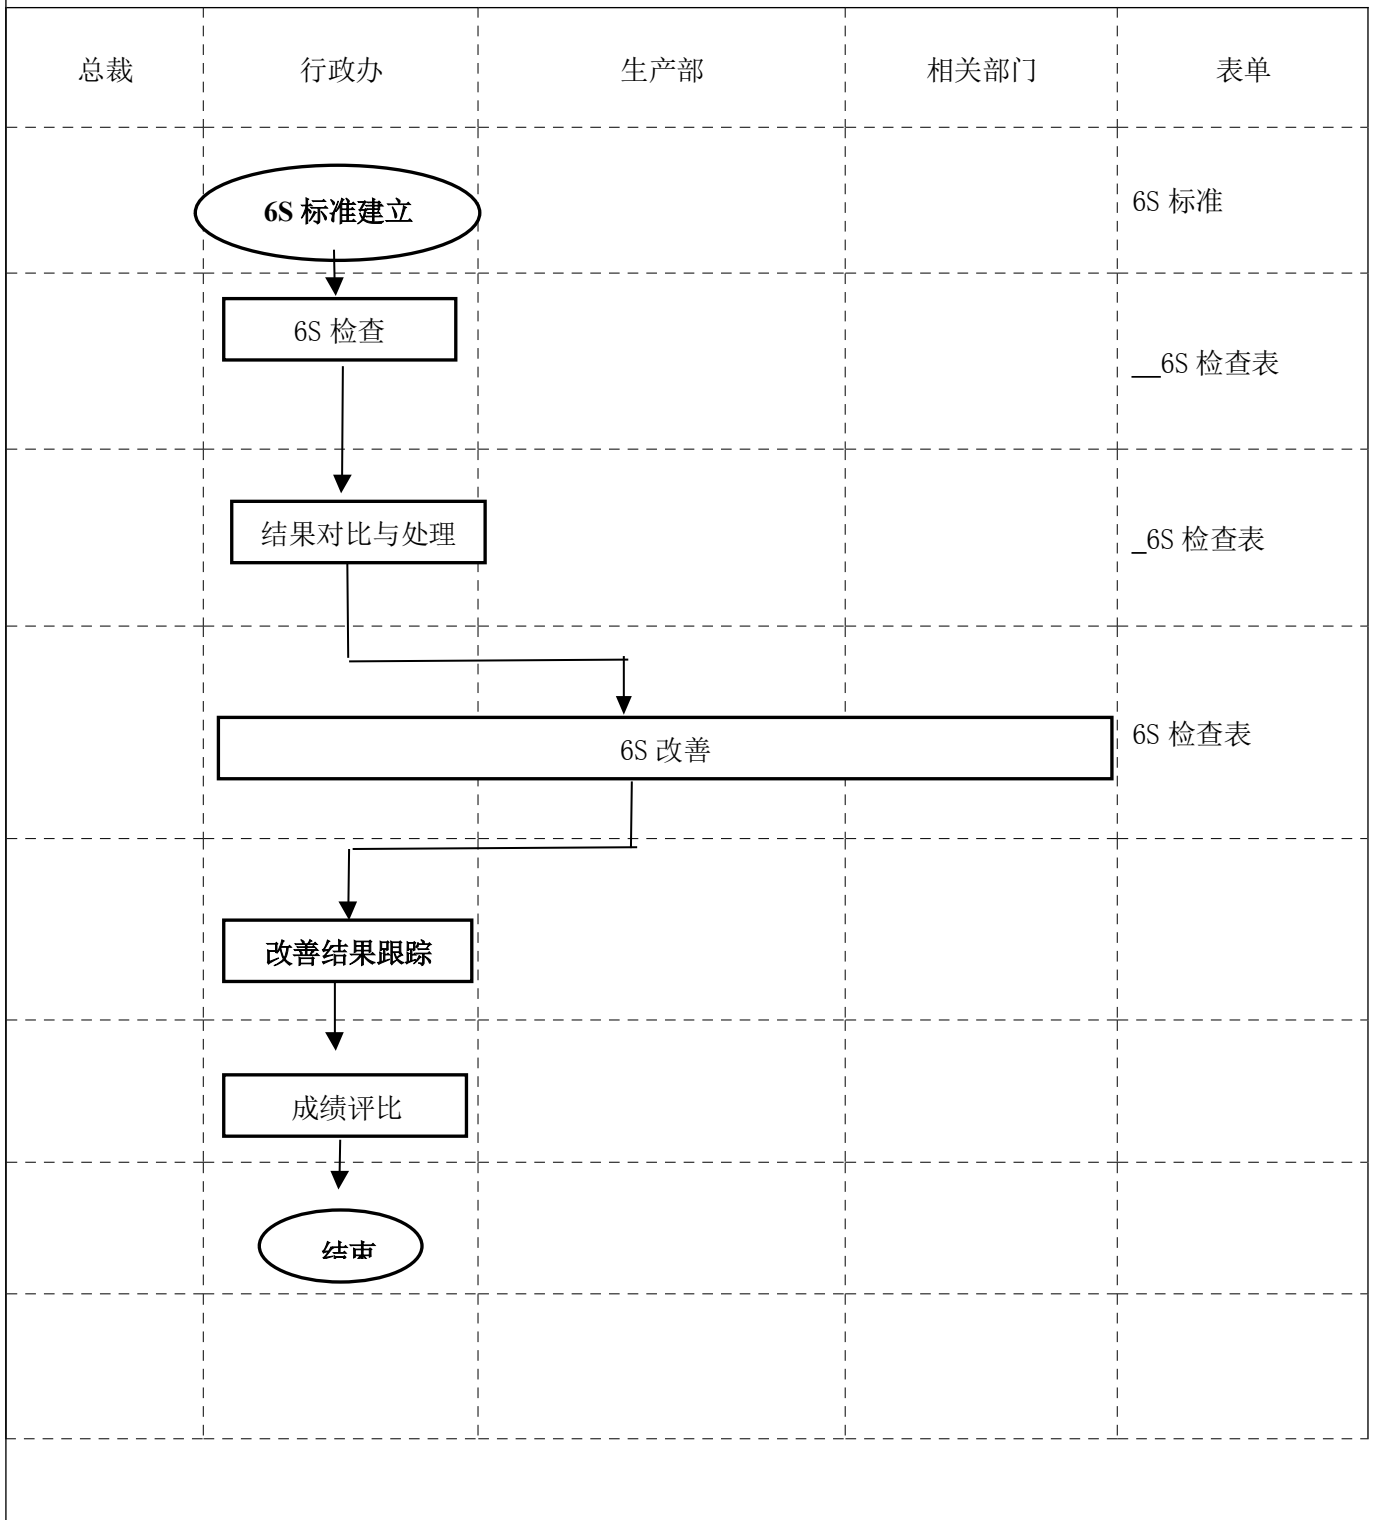 总裁 行政办 生产部 相关部门 表单
6S 标准建立
6S 标准
6S 检查
__6S 检查表
结果对比与处理
_6S 检查表
6S 改善
6S 检查表
改善结果跟踪
成绩评比
结束